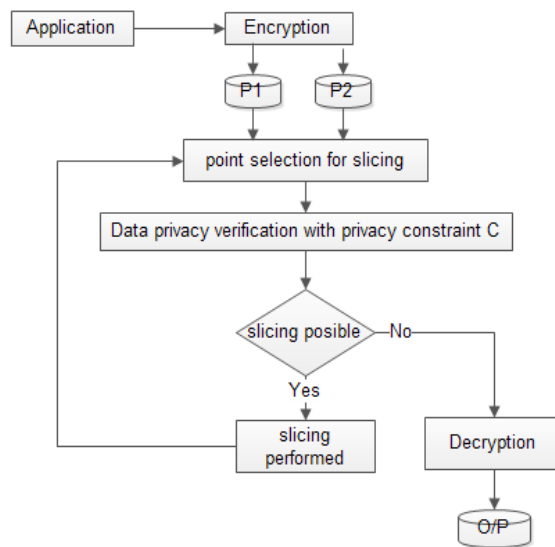 Application
Encryption
P1
P2
point selection for slicing
Data privacy verification with privacy constraint C
slicing posible
No
Yes
slicing
performed
Decryption
O/P